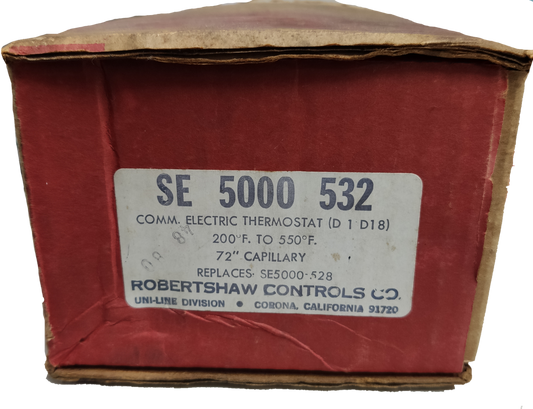 SE 5000 532
COMM. ELECTRIC THERMOSTAT (D 1 D18)
200°F. TO 550°F.
72" CAPILLARY
REPLACES- SE5000-528
ROBERTSHAW CONTROLS CO.
UNI-LINE DIVISION • CORONA, CALIFORNIA 91720